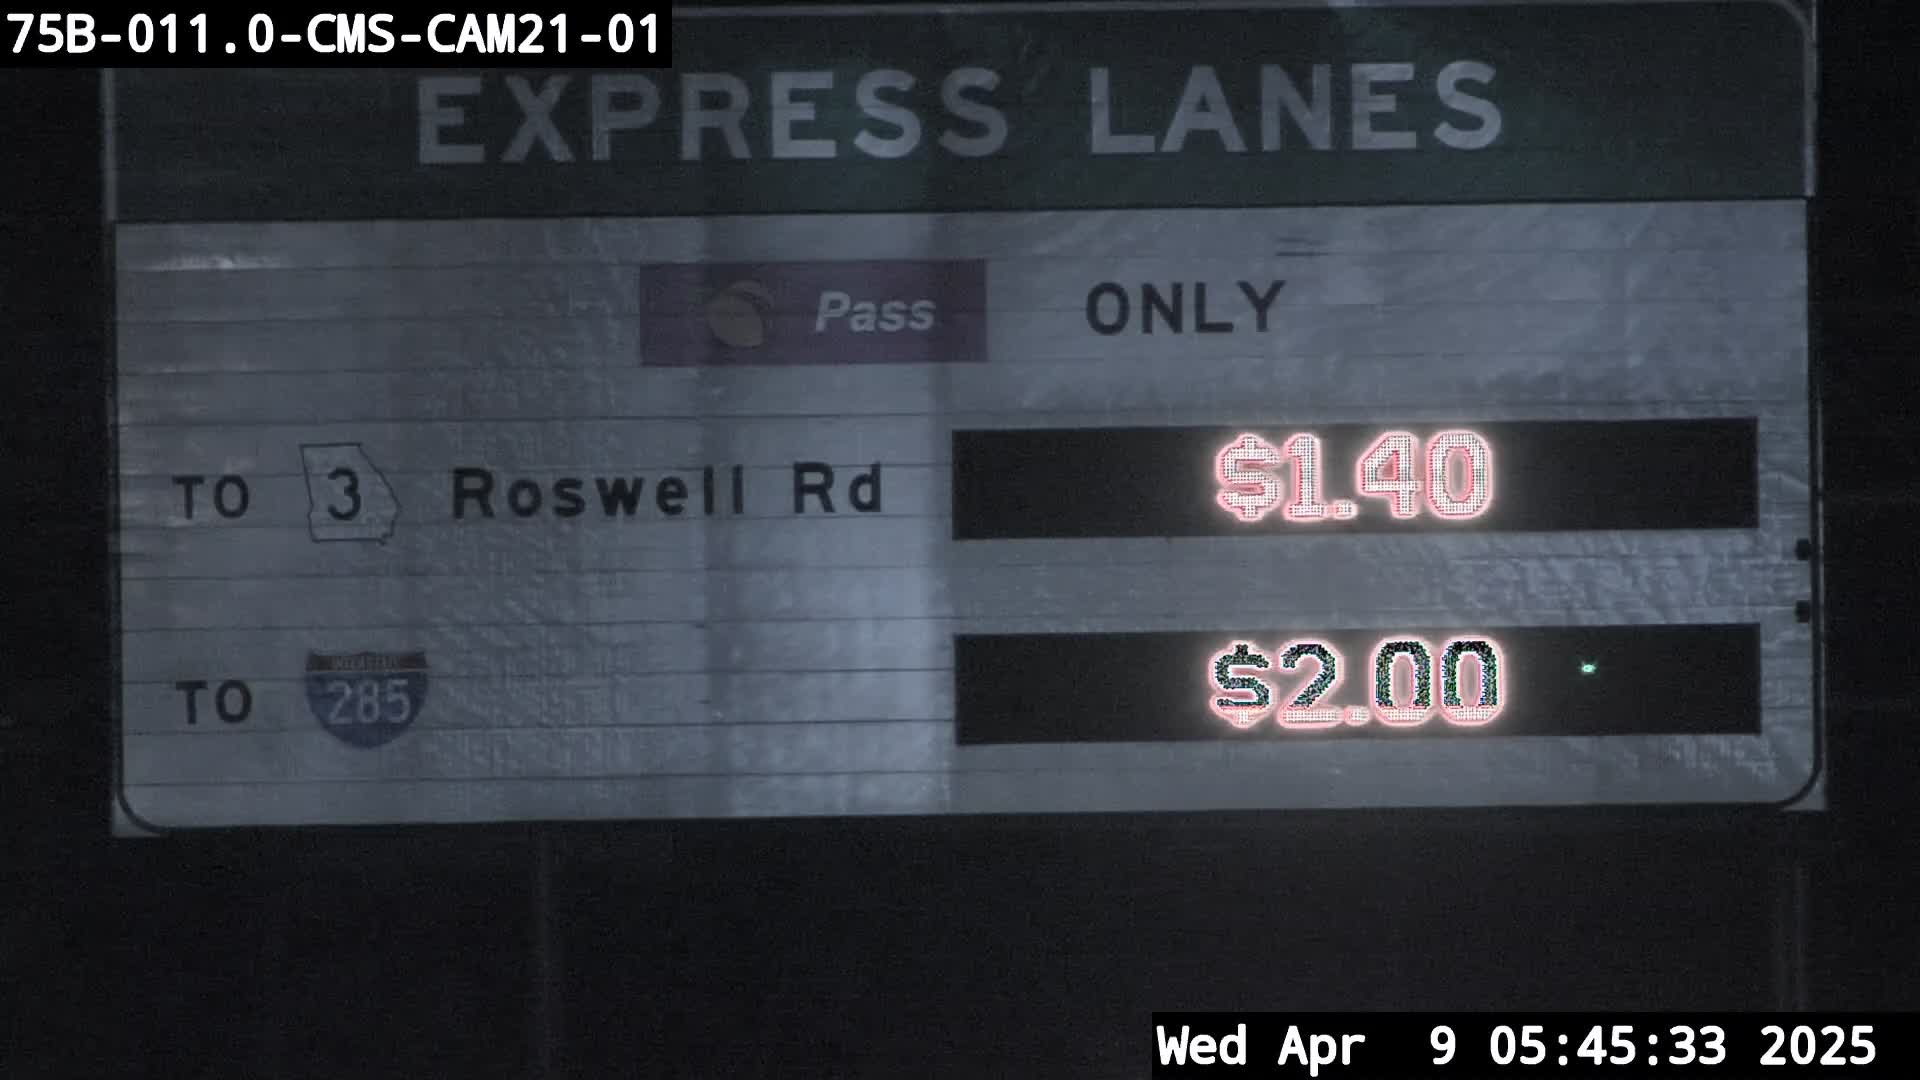 75B-011.0-CMS-CAM21-01
EXPRESS LANES
Pass ONLY
TO 3 Roswell Rd $1.40
TO 285 $2.00
Wed Apr 9 05:45:33 2025